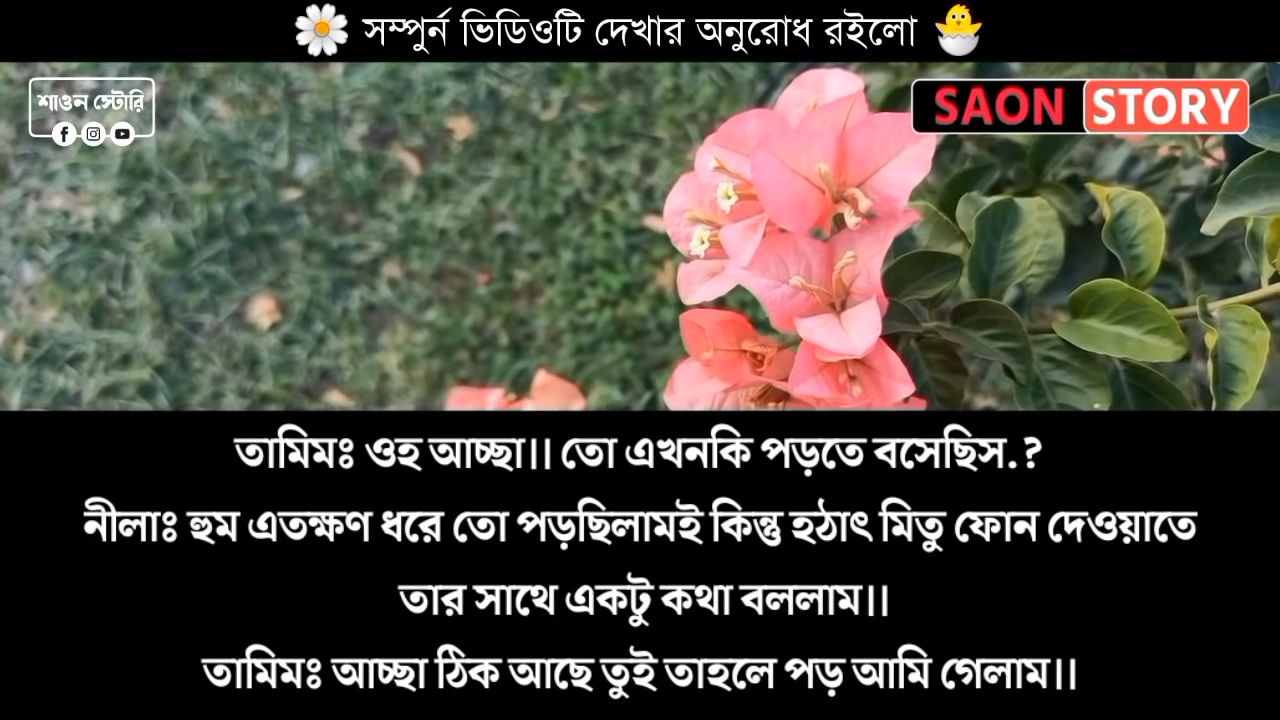 🌼 সম্পুর্ন ভিডিওটি দেখার অনুরোধ রইলো 🐣
শাওন স্টোরি
SAON STORY
তামিমঃ ওহ আচ্ছা।। তো এখনকি পড়তে বসেছিস.?
নীলাঃ হুম এতক্ষণ ধরে তো পড়ছিলামই কিন্তু হঠাৎ মিতু ফোন দেওয়াতে
তার সাথে একটু কথা বললাম।।
তামিমঃ আচ্ছা ঠিক আছে তুই তাহলে পড় আমি গেলাম।।